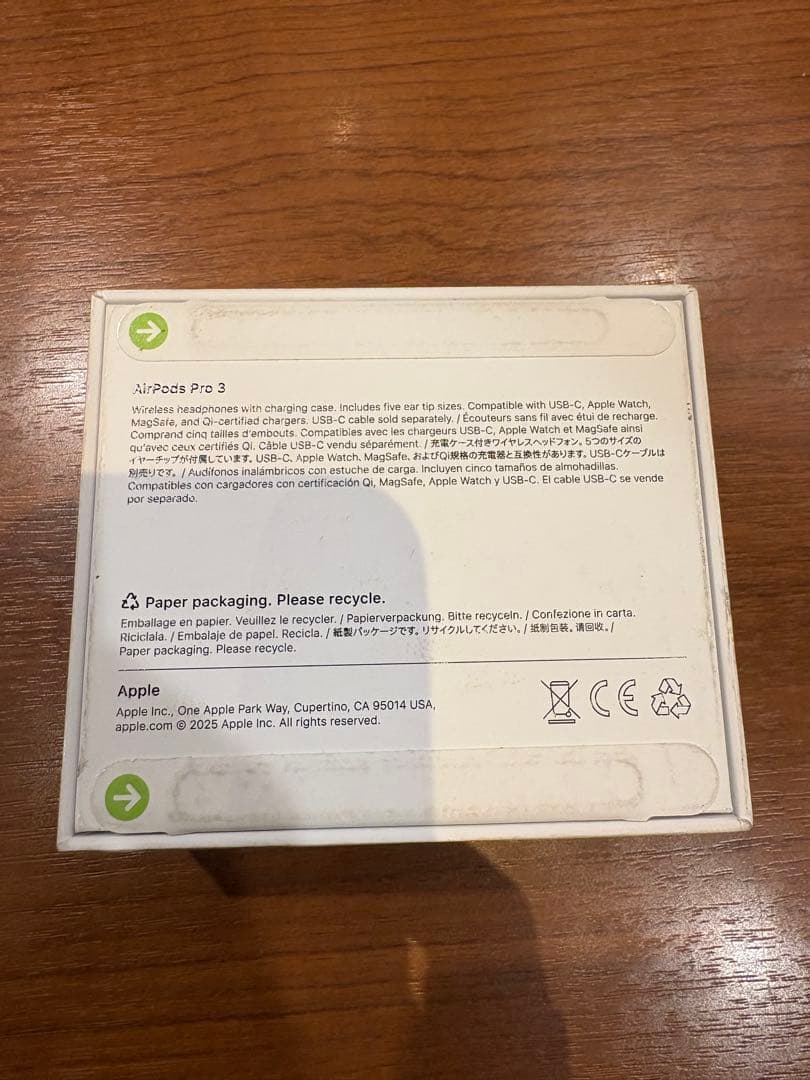 AirPods Pro 3
Wireless headphones with charging case. Includes five ear tip sizes. Compatible with USB-C, Apple Watch,
MagSafe, and Qi-certified chargers. USB-C cable sold separately. / Écouteurs sans fil avec étui de recharge.
Comprend cinq tailles d'embouts. Compatibles avec les chargeurs USB-C, Apple Watch et MagSafe ainsi
qu'avec ceux certifiés Qi. Câble USB-C vendu séparément. / 充電ケース付きワイヤレスヘッドフォン。5つのサイズの
イヤーチップが付属しています。USB-C、Apple Watch、MagSafe、およびQi規格の充電器と互換性があります。USB-Cケーブルは
別売りです。/ Audífonos inalámbricos con estuche de carga. Incluyen cinco tamaños de almohadillas.
Compatibles con cargadores con certificación Qi, MagSafe, Apple Watch y USB-C. El cable USB-C se vende
por separado.
Paper packaging. Please recycle.
Emballage en papier. Veuillez le recycler. / Papierverpackung. Bitte recyceln. / Confezione in carta.
Riciclala. / Embalaje de papel. Recicla. / 紙製パッケージです。リサイクルしてください。/ 纸制包装。请回收。/
Paper packaging. Please recycle.
Apple
Apple Inc., One Apple Park Way, Cupertino, CA 95014 USA,
apple.com © 2025 Apple Inc. All rights reserved.
CE